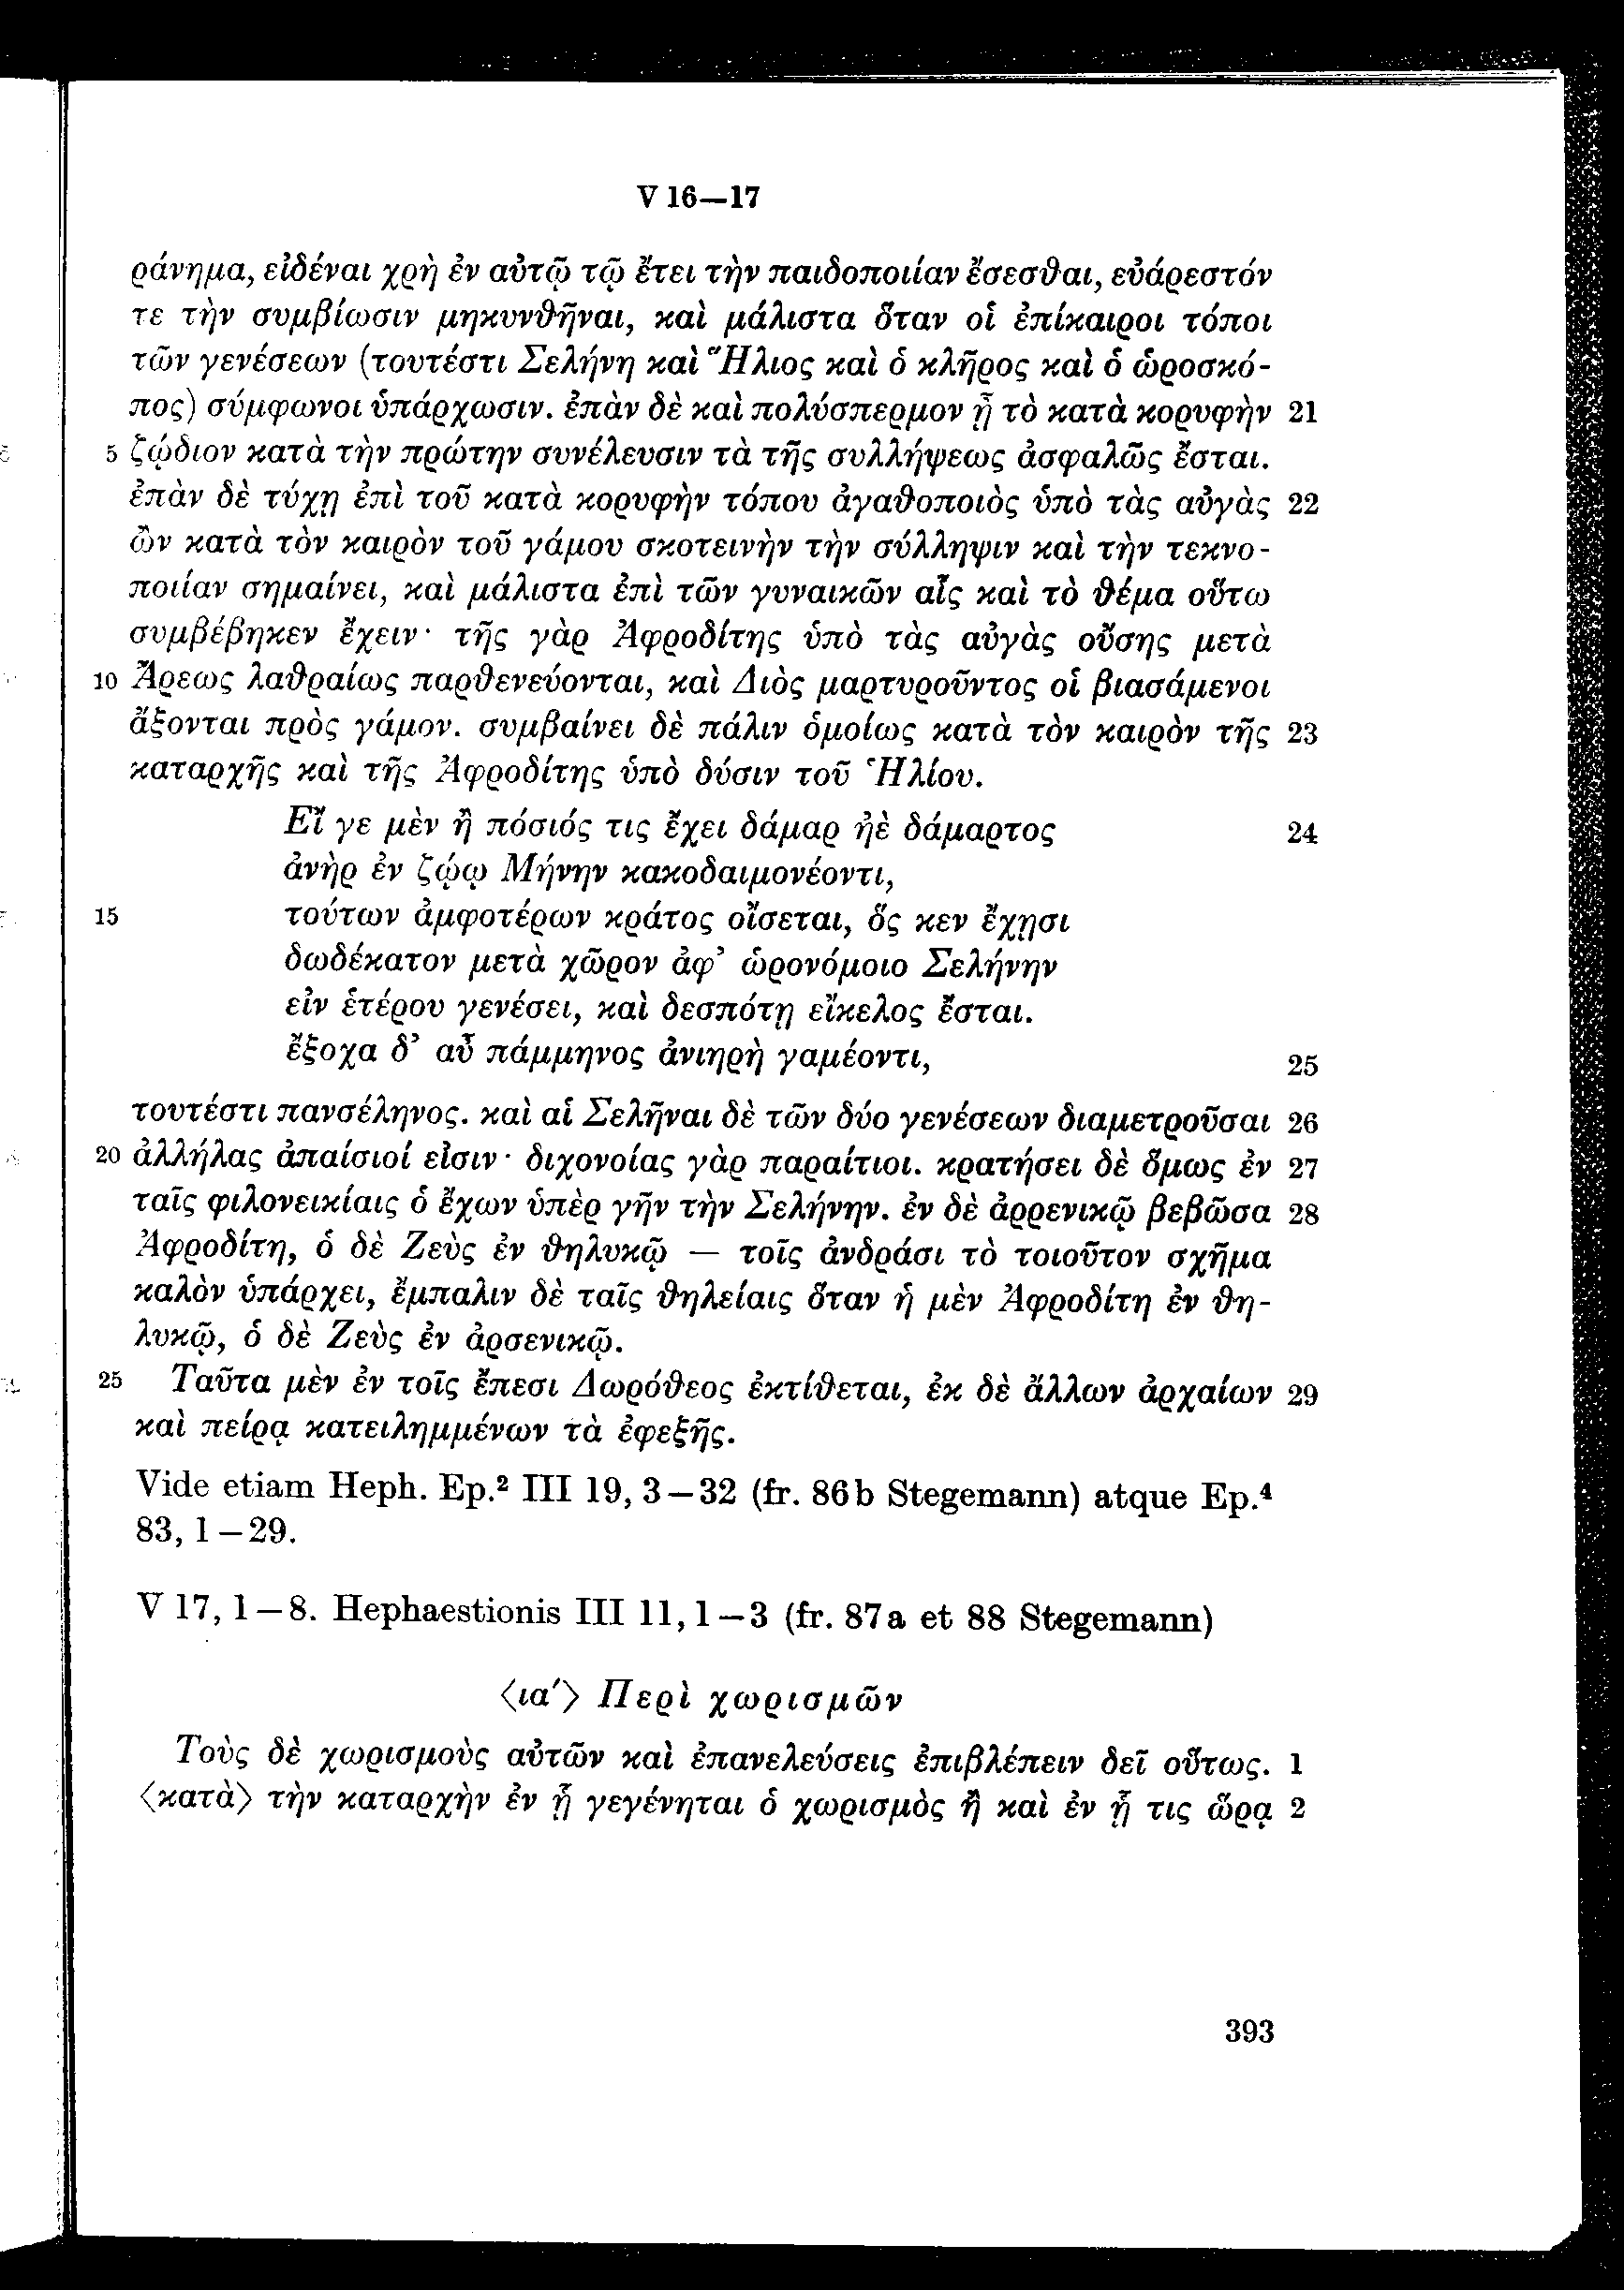 V 16—17
ράνημα, εἰδέναι χρὴ ἐν αὐτῷ τῷ ἔτει τὴν παιδοποιίαν ἔσεσθαι, εὐάρεστόν
τε τὴν συμβίωσιν μηκυνθῆναι, καὶ μάλιστα ὅταν οἱ ἐπίκαιροι τόποι
τῶν γενέσεων (τουτέστι Σελήνη καὶ Ἥλιος καὶ ὁ κλῆρος καὶ ὁ ὡροσκό-
πος) σύμφωνοι ὑπάρχωσιν. ἐπὰν δὲ καὶ πολύσπερμον ᾖ τὸ κατὰ κορυφὴν 21
5 ζῴδιον κατὰ τὴν πρώτην συνέλευσιν τὰ τῆς συλλήψεως ἀσφαλῶς ἔσται.
ἐπὰν δὲ τύχῃ ἐπὶ τοῦ κατὰ κορυφὴν τόπου ἀγαθοποιὸς ὑπὸ τὰς αὐγὰς 22
ὢν κατὰ τὸν καιρὸν τοῦ γάμου σκοτεινὴν τὴν σύλληψιν καὶ τὴν τεκνο-
ποιίαν σημαίνει, καὶ μάλιστα ἐπὶ τῶν γυναικῶν αἷς καὶ τὸ θέμα οὕτω
συμβέβηκεν ἔχειν· τῆς γὰρ Ἀφροδίτης ὑπὸ τὰς αὐγὰς οὔσης μετὰ
10 Ἄρεως λαθραίως παρθενεύονται, καὶ Διὸς μαρτυροῦντος οἱ βιασάμενοι
ἄξονται πρὸς γάμον. συμβαίνει δὲ πάλιν ὁμοίως κατὰ τὸν καιρὸν τῆς 23
καταρχῆς καὶ τῆς Ἀφροδίτης ὑπὸ δύσιν τοῦ Ἡλίου.
Εἴ γε μὲν ἢ πόσιός τις ἔχει δάμαρ ἠὲ δάμαρτος 24
ἀνὴρ ἐν ζῴῳ Μήνην κακοδαιμονέοντι,
15 τούτων ἀμφοτέρων κράτος οἴσεται, ὅς κεν ἔχῃσι
δωδέκατον μετὰ χῶρον ἀφ’ ὡρονόμοιο Σελήνην
εἰν ἑτέρου γενέσει, καὶ δεσπότῃ εἴκελος ἔσται.
ἔξοχα δ’ αὖ πάμμηνος ἀνιηρὴ γαμέοντι, 25
τουτέστι πανσέληνος. καὶ αἱ Σελῆναι δὲ τῶν δύο γενέσεων διαμετροῦσαι 26
20 ἀλλήλας ἀπαίσιοί εἰσιν· διχονοίας γὰρ παραίτιοι. κρατήσει δὲ ὅμως ἐν 27
ταῖς φιλονεικίαις ὁ ἔχων ὑπὲρ γῆν τὴν Σελήνην. ἐν δὲ ἀρρενικῷ βεβῶσα 28
Ἀφροδίτη, ὁ δὲ Ζεὺς ἐν θηλυκῷ — τοῖς ἀνδράσι τὸ τοιοῦτον σχῆμα
καλὸν ὑπάρχει, ἔμπαλιν δὲ ταῖς θηλείαις ὅταν ἡ μὲν Ἀφροδίτη ἐν θη-
λυκῷ, ὁ δὲ Ζεὺς ἐν ἀρσενικῷ.
25 Ταῦτα μὲν ἐν τοῖς ἔπεσι Δωρόθεος ἐκτίθεται, ἐκ δὲ ἄλλων ἀρχαίων 29
καὶ πείρᾳ κατειλημμένων τὰ ἐφεξῆς.
Vide etiam Heph. Ep.² III 19, 3—32 (fr. 86b Stegemann) atque Ep.⁴
83, 1—29.
V 17, 1—8. Hephaestionis III 11, 1—3 (fr. 87a et 88 Stegemann)
⟨ια′⟩ Περὶ χωρισμῶν
Τοὺς δὲ χωρισμοὺς αὐτῶν καὶ ἐπανελεύσεις ἐπιβλέπειν δεῖ οὕτως. 1
⟨κατὰ⟩ τὴν καταρχὴν ἐν ᾗ γεγένηται ὁ χωρισμὸς ἢ καὶ ἐν ᾗ τις ὥρᾳ 2
393